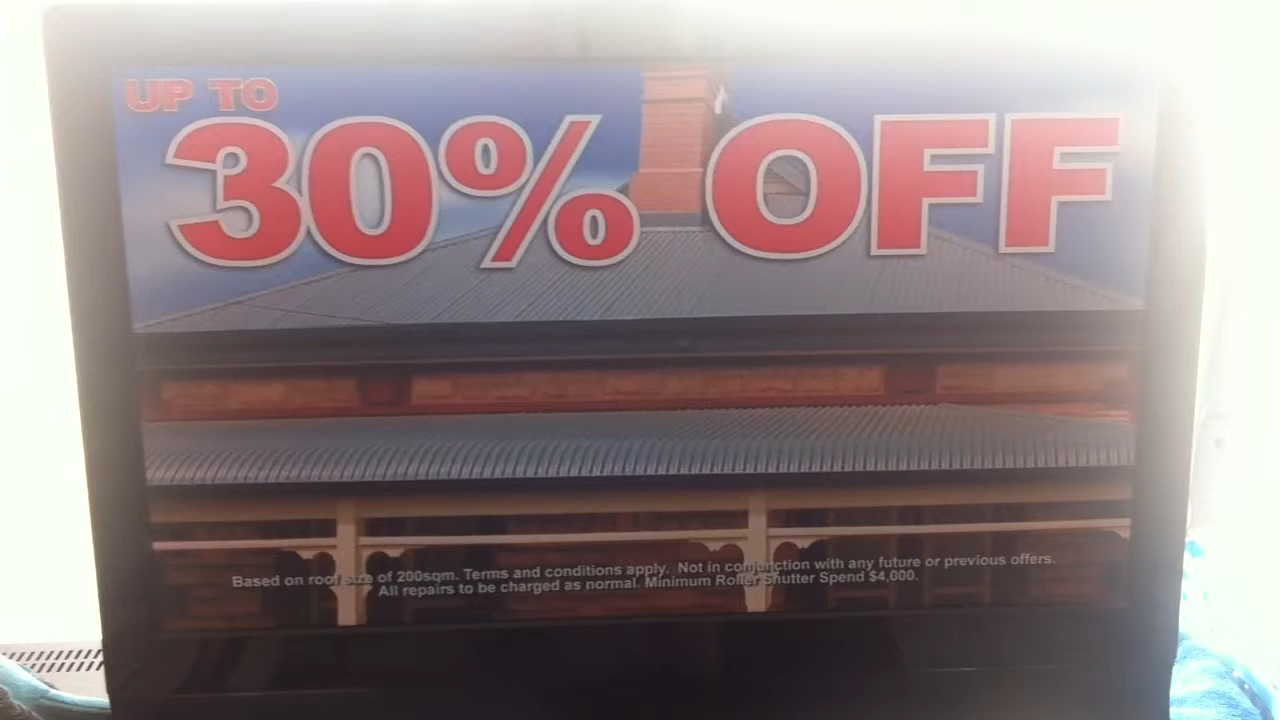 UP TO
30% OFF
Based on roof size of 200sqm. Terms and conditions apply. Not in conjunction with any future or previous offers.
All repairs to be charged as normal. Minimum Roller Shutter Spend $4,000.